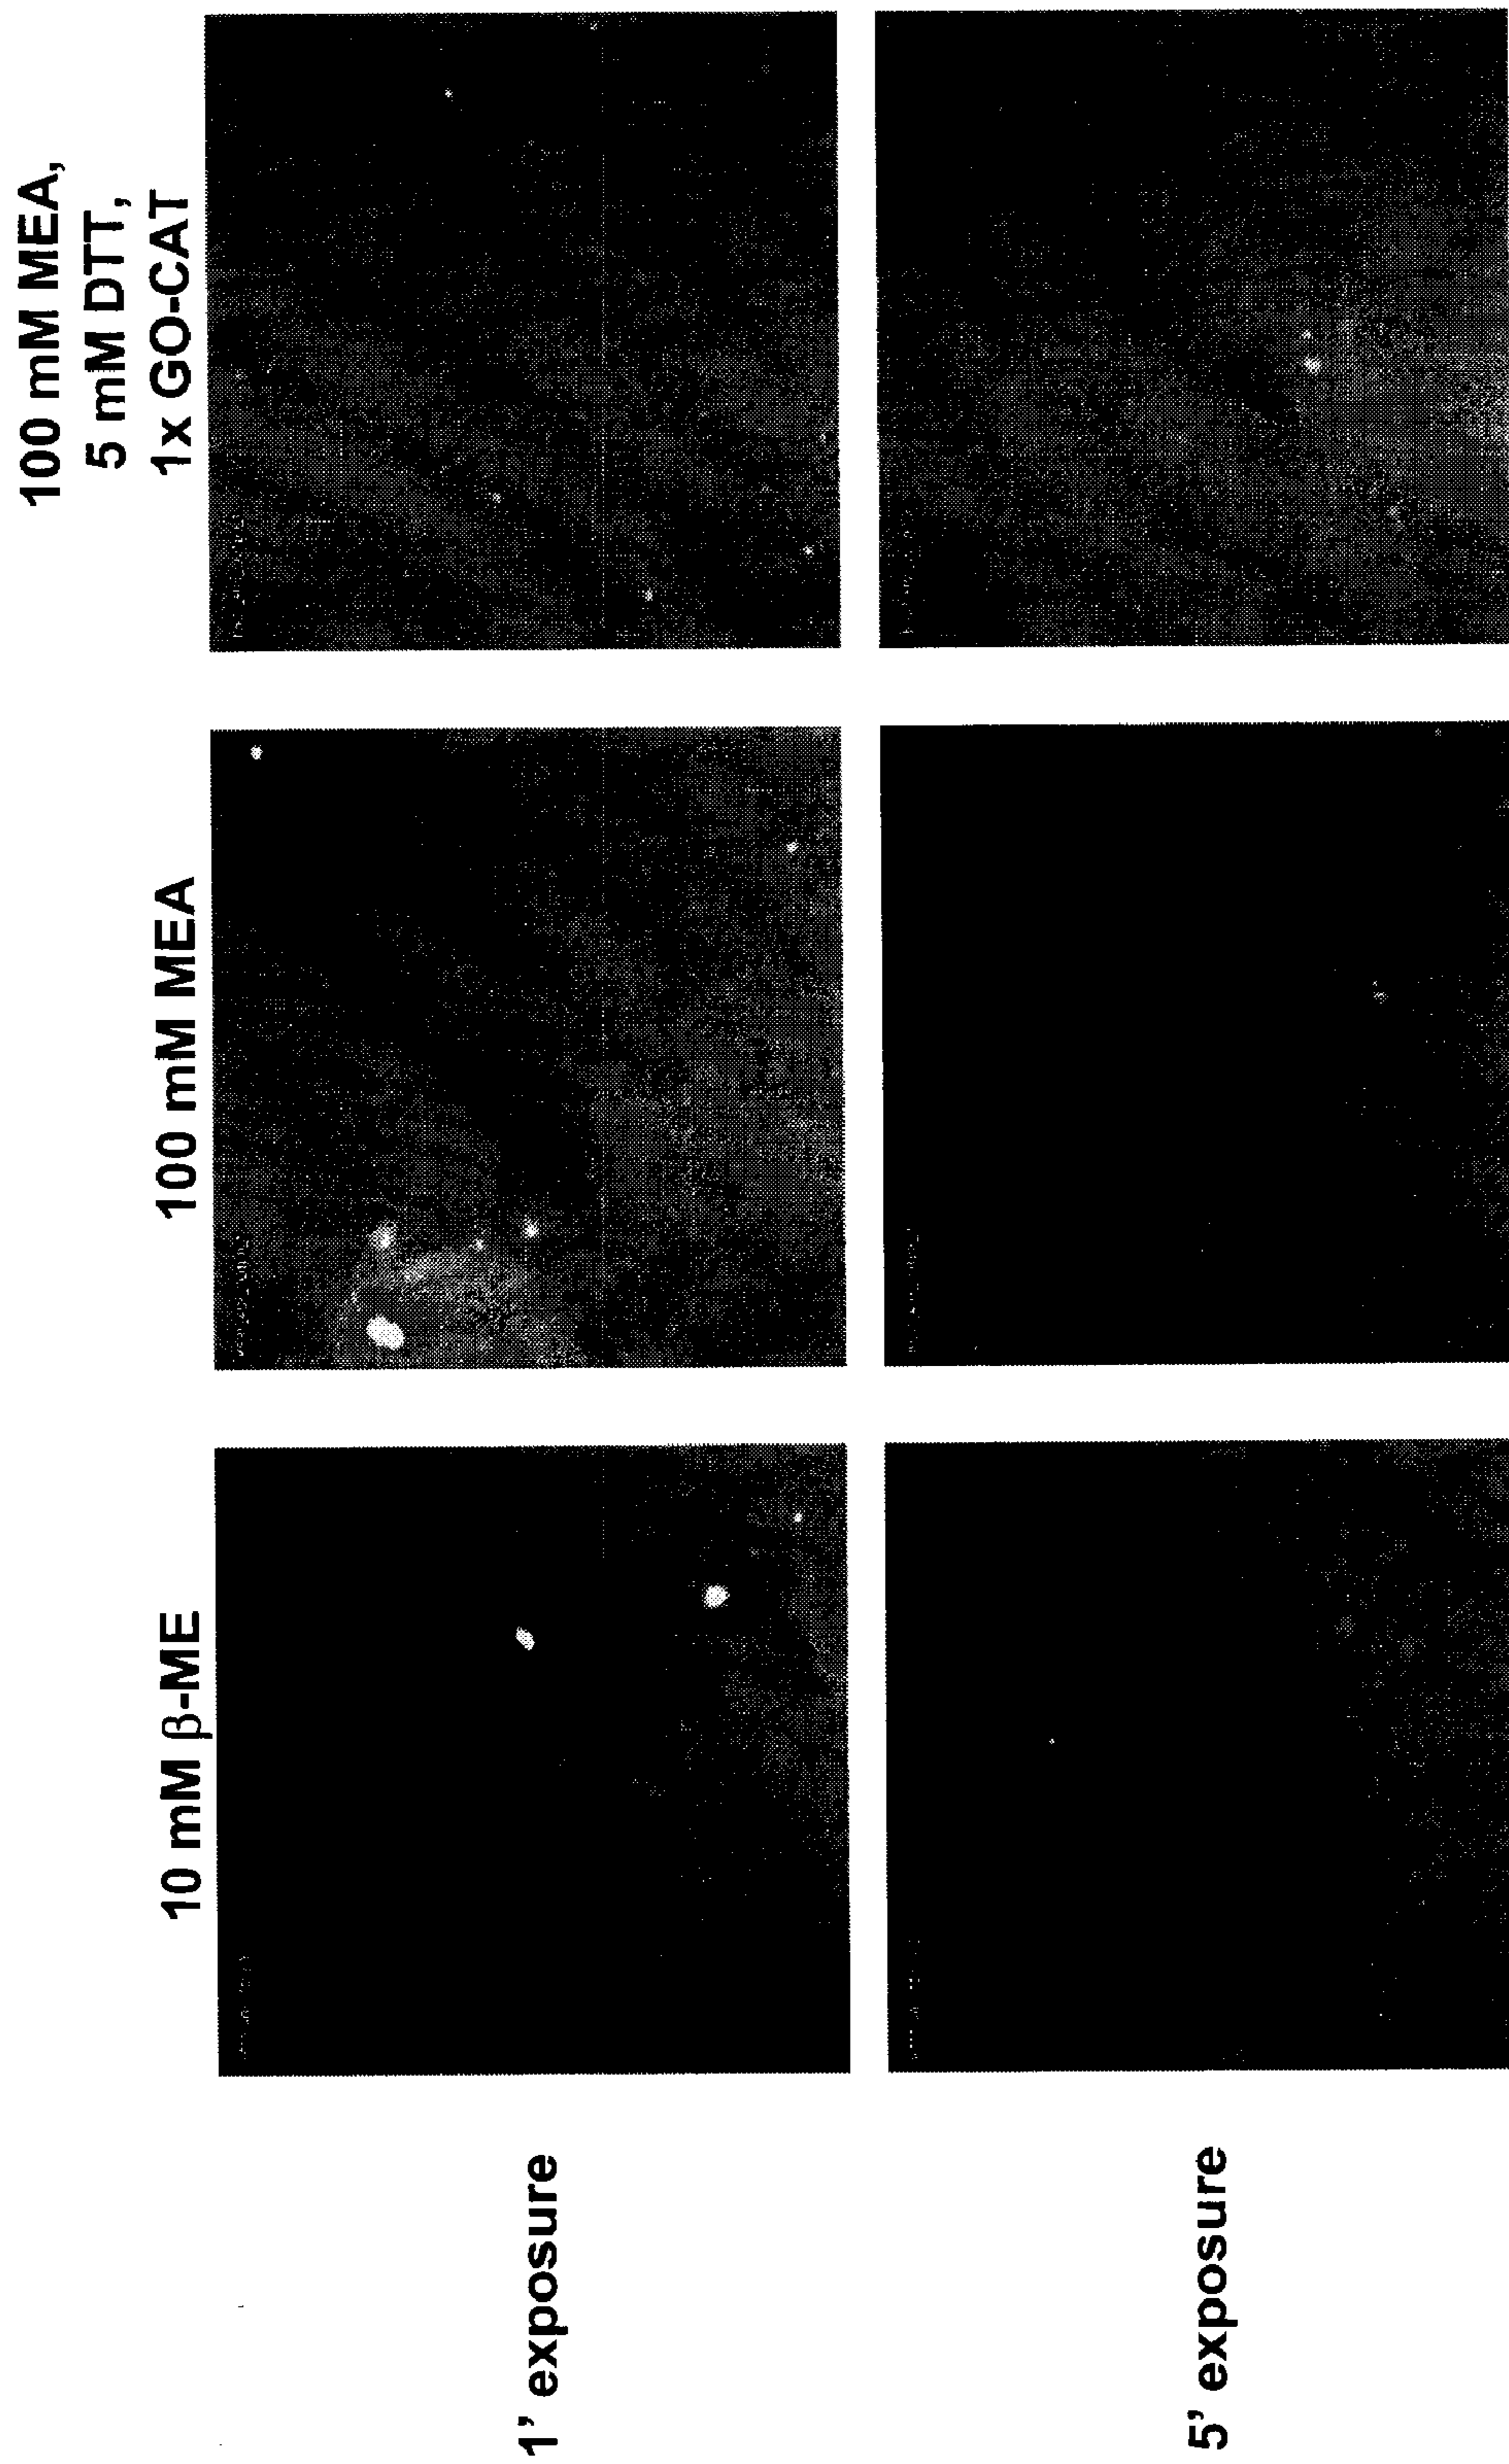 10 mM β-ME
100 mM MEA
100 mM MEA,
5 mM DTT,
1x GO-CAT
1' exposure
5' exposure